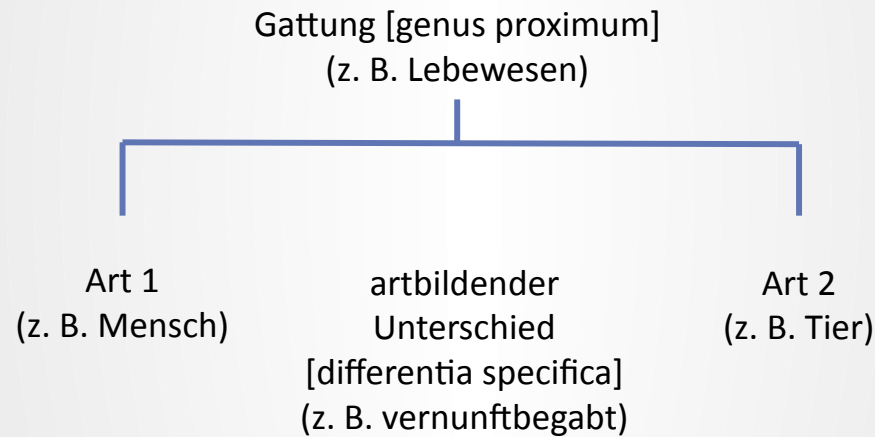 Gattung [genus proximum]
(z. B. Lebewesen)
Art 1
(z. B. Mensch)
artbildender
Unterschied
[differentia specifica]
(z. B. vernunftbegabt)
Art 2
(z. B. Tier)